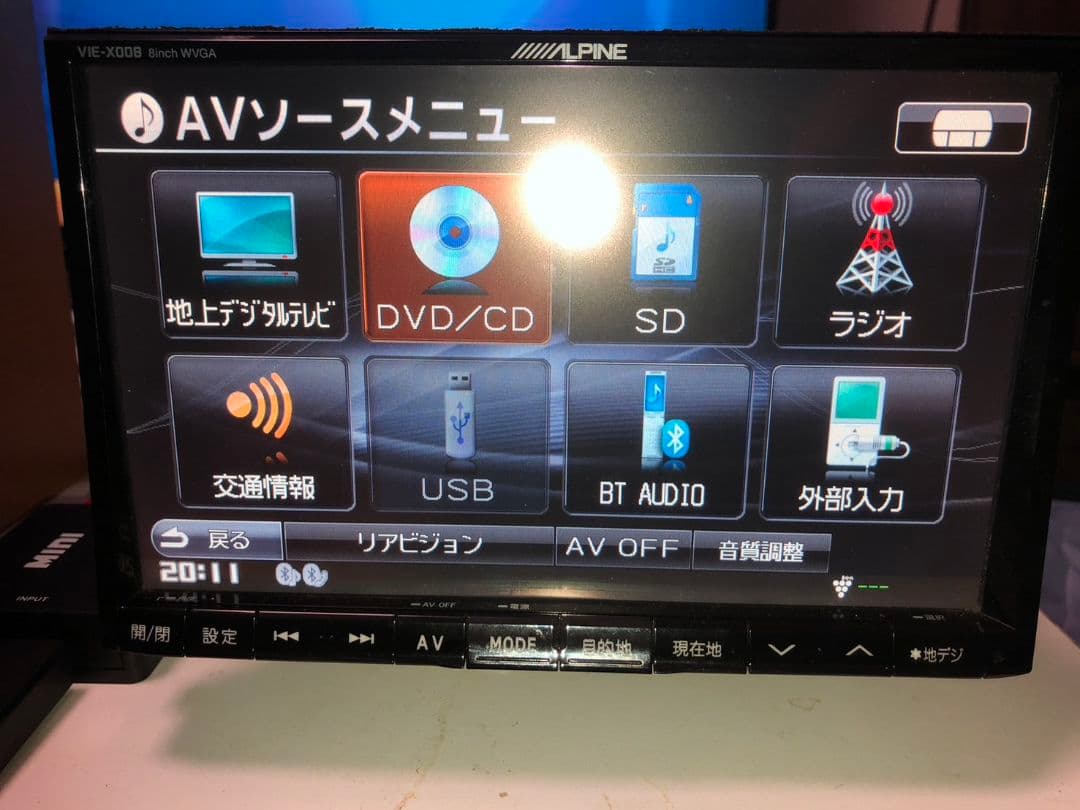 VIE-X008 8inch WVGA
ALPINE
AVソースメニュー
地上デジタルテレビ
DVD/CD
SD
ラジオ
交通情報
USB
BT AUDIO
外部入力
戻る
リアビジョン
AV OFF
音質調整
20:11
MINI
INPUT
AV OFF
電源
選択
開/閉
設定
AV
MODE
目的地
現在地
✱地デジ